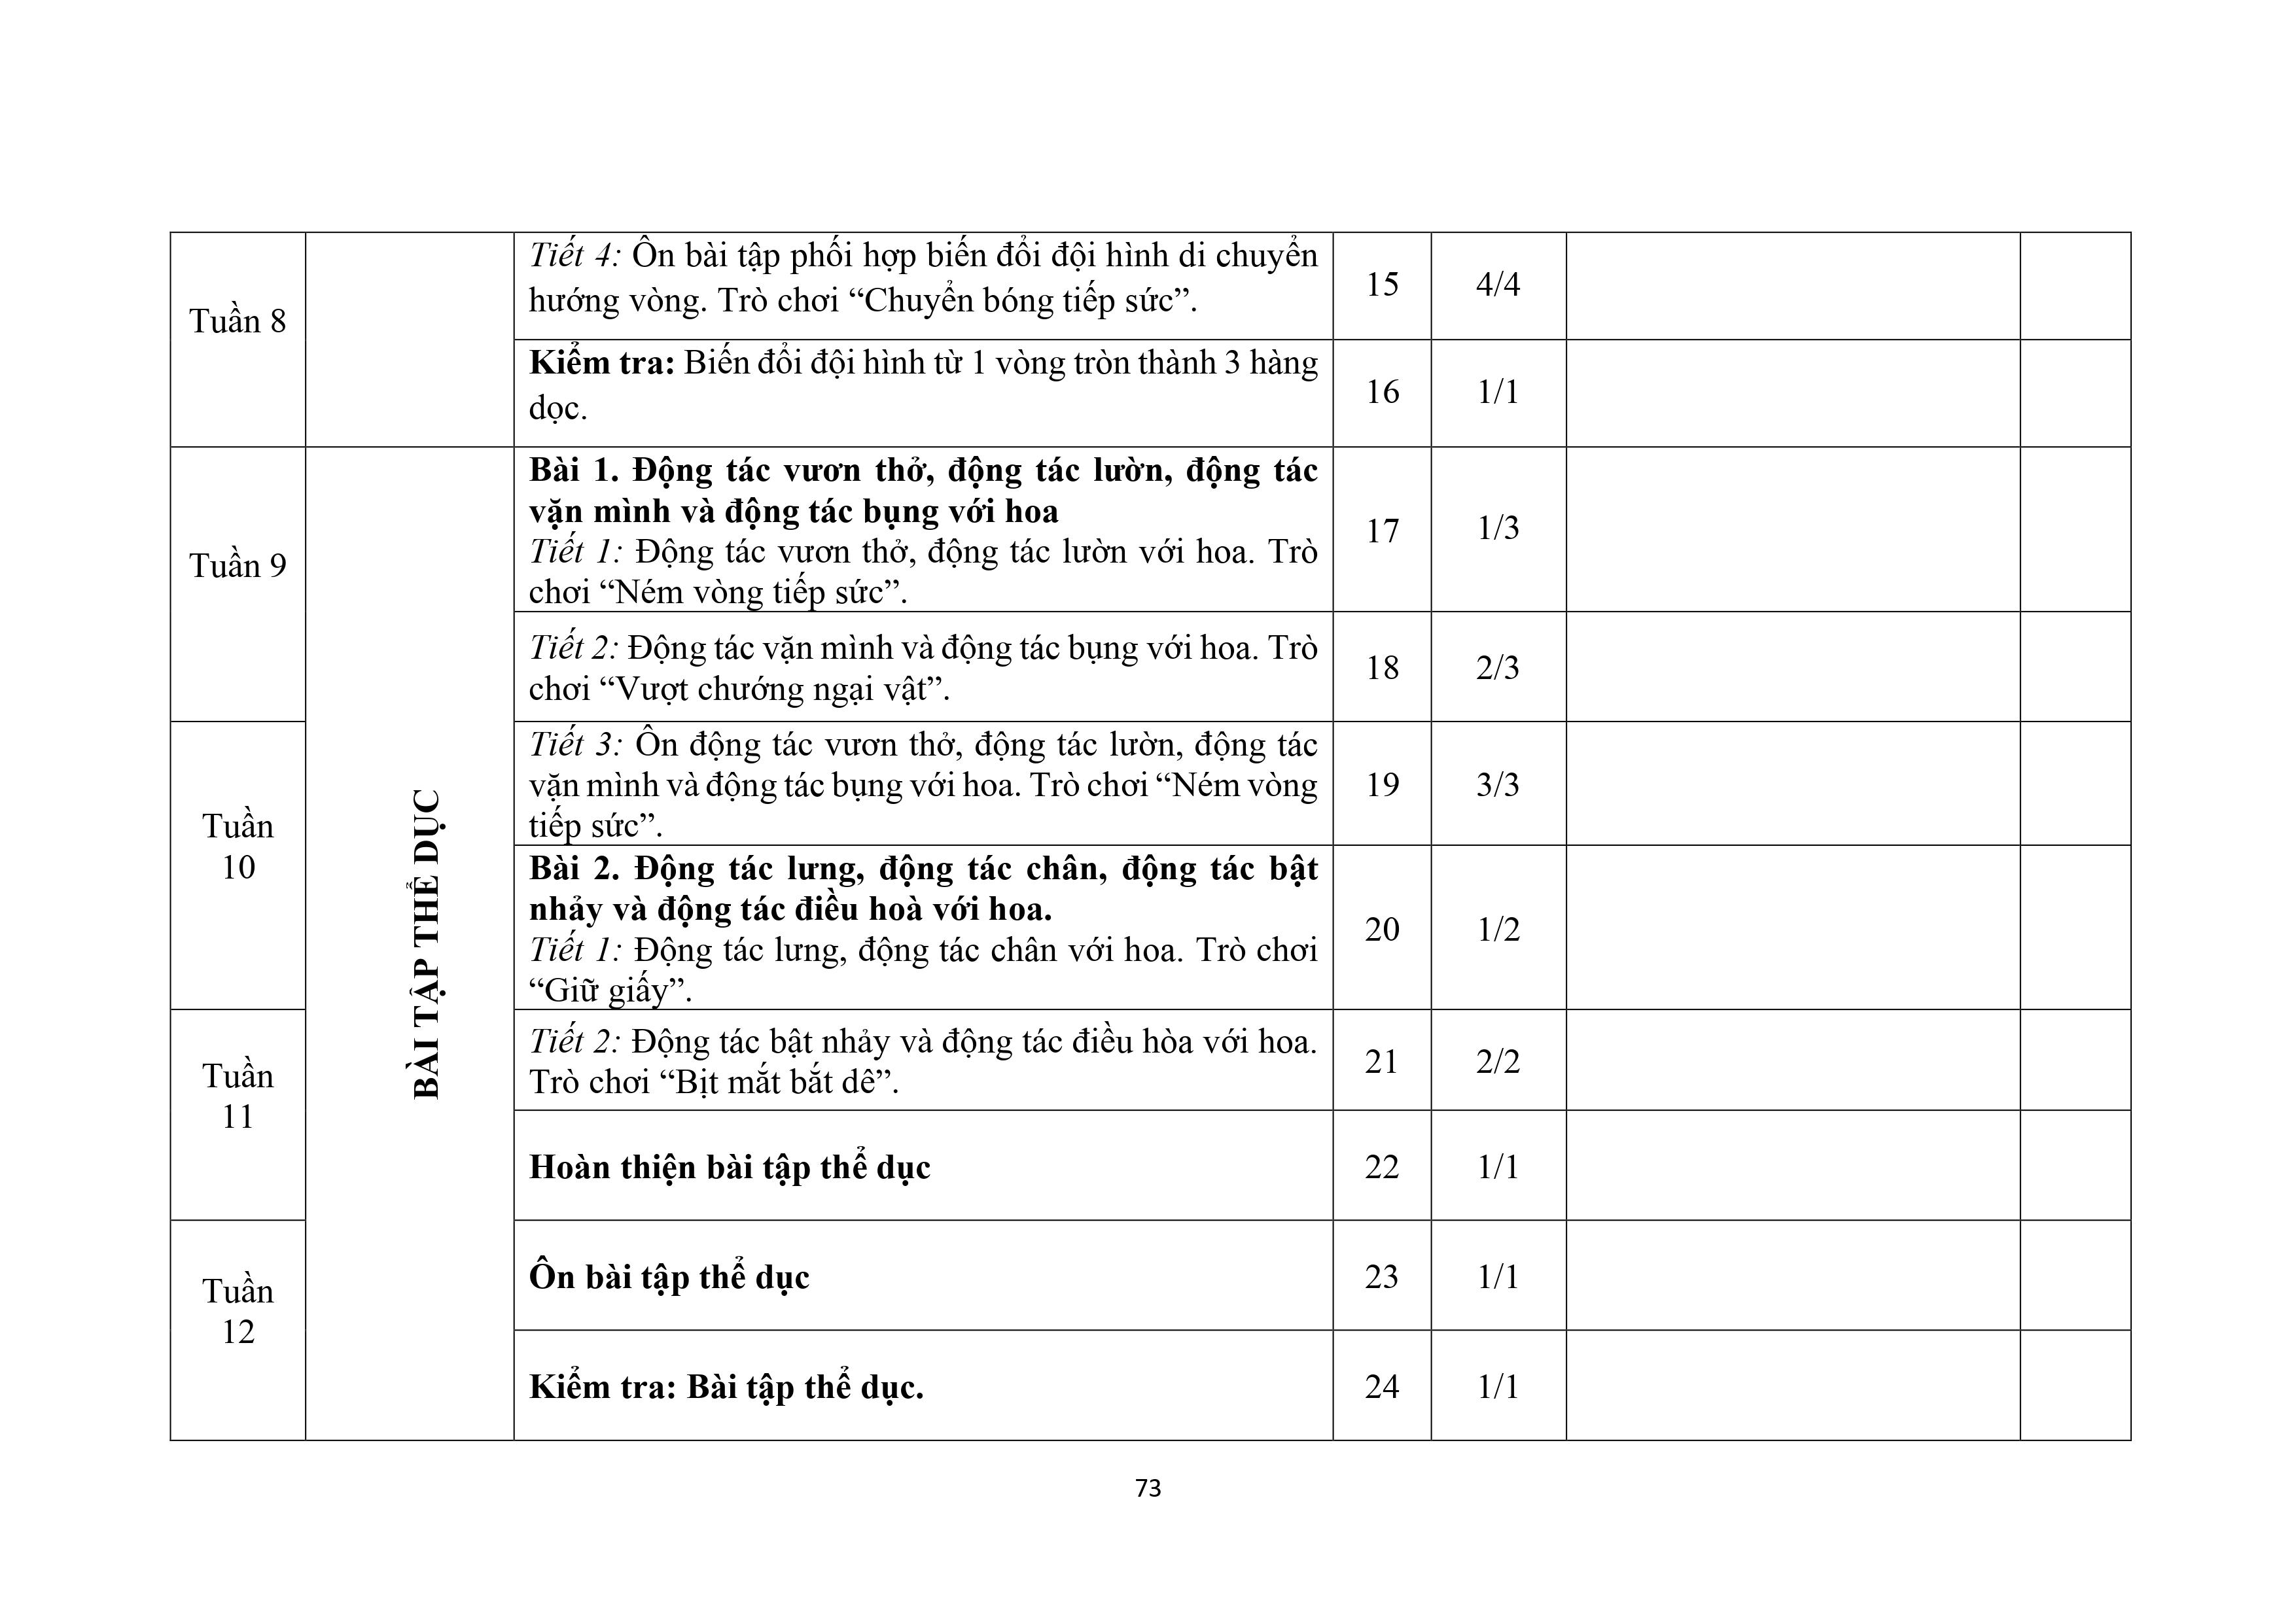 Tuần 8
Tiết 4: Ôn bài tập phối hợp biến đổi đội hình di chuyển
hướng vòng. Trò chơi “Chuyển bóng tiếp sức”.
15
4/4
Kiểm tra: Biến đổi đội hình từ 1 vòng tròn thành 3 hàng
dọc.
16
1/1
Tuần 9
BÀI TẬP THỂ DỤC
Bài 1. Động tác vươn thở, động tác lườn, động tác
vặn mình và động tác bụng với hoa
Tiết 1: Động tác vươn thở, động tác lườn với hoa. Trò
chơi “Ném vòng tiếp sức”.
17
1/3
Tiết 2: Động tác vặn mình và động tác bụng với hoa. Trò
chơi “Vượt chướng ngại vật”.
18
2/3
Tuần
10
Tiết 3: Ôn động tác vươn thở, động tác lườn, động tác
vặn mình và động tác bụng với hoa. Trò chơi “Ném vòng
tiếp sức”.
19
3/3
Bài 2. Động tác lưng, động tác chân, động tác bật
nhảy và động tác điều hoà với hoa.
Tiết 1: Động tác lưng, động tác chân với hoa. Trò chơi
“Giữ giấy”.
20
1/2
Tuần
11
Tiết 2: Động tác bật nhảy và động tác điều hòa với hoa.
Trò chơi “Bịt mắt bắt dê”.
21
2/2
Hoàn thiện bài tập thể dục
22
1/1
Tuần
12
Ôn bài tập thể dục
23
1/1
Kiểm tra: Bài tập thể dục.
24
1/1
73